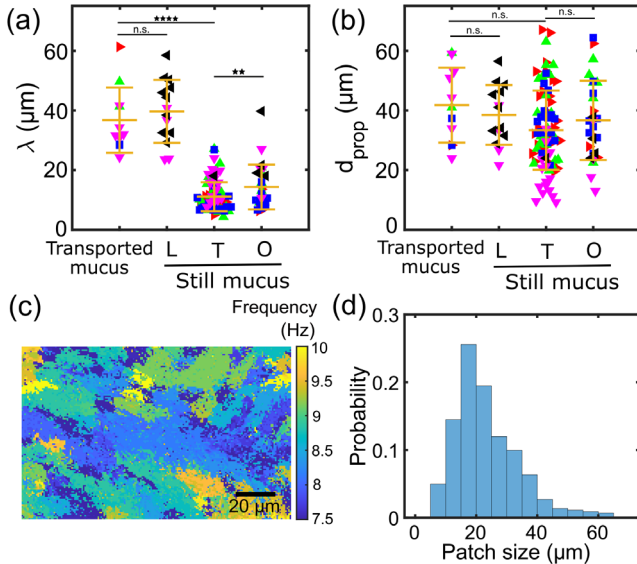 (a)
λ (μm)
60
40
20
0
****
n.s.
**
Transported
mucus
L
T
O
Still mucus
(b)
d_prop (μm)
60
40
20
0
n.s.
n.s.
n.s.
Transported
mucus
L
T
O
Still mucus
(c)
Frequency
(Hz)
10
9.5
9
8.5
8
7.5
20 μm
(d)
Probability
0.3
0.2
0.1
0
0
20
40
60
Patch size (μm)